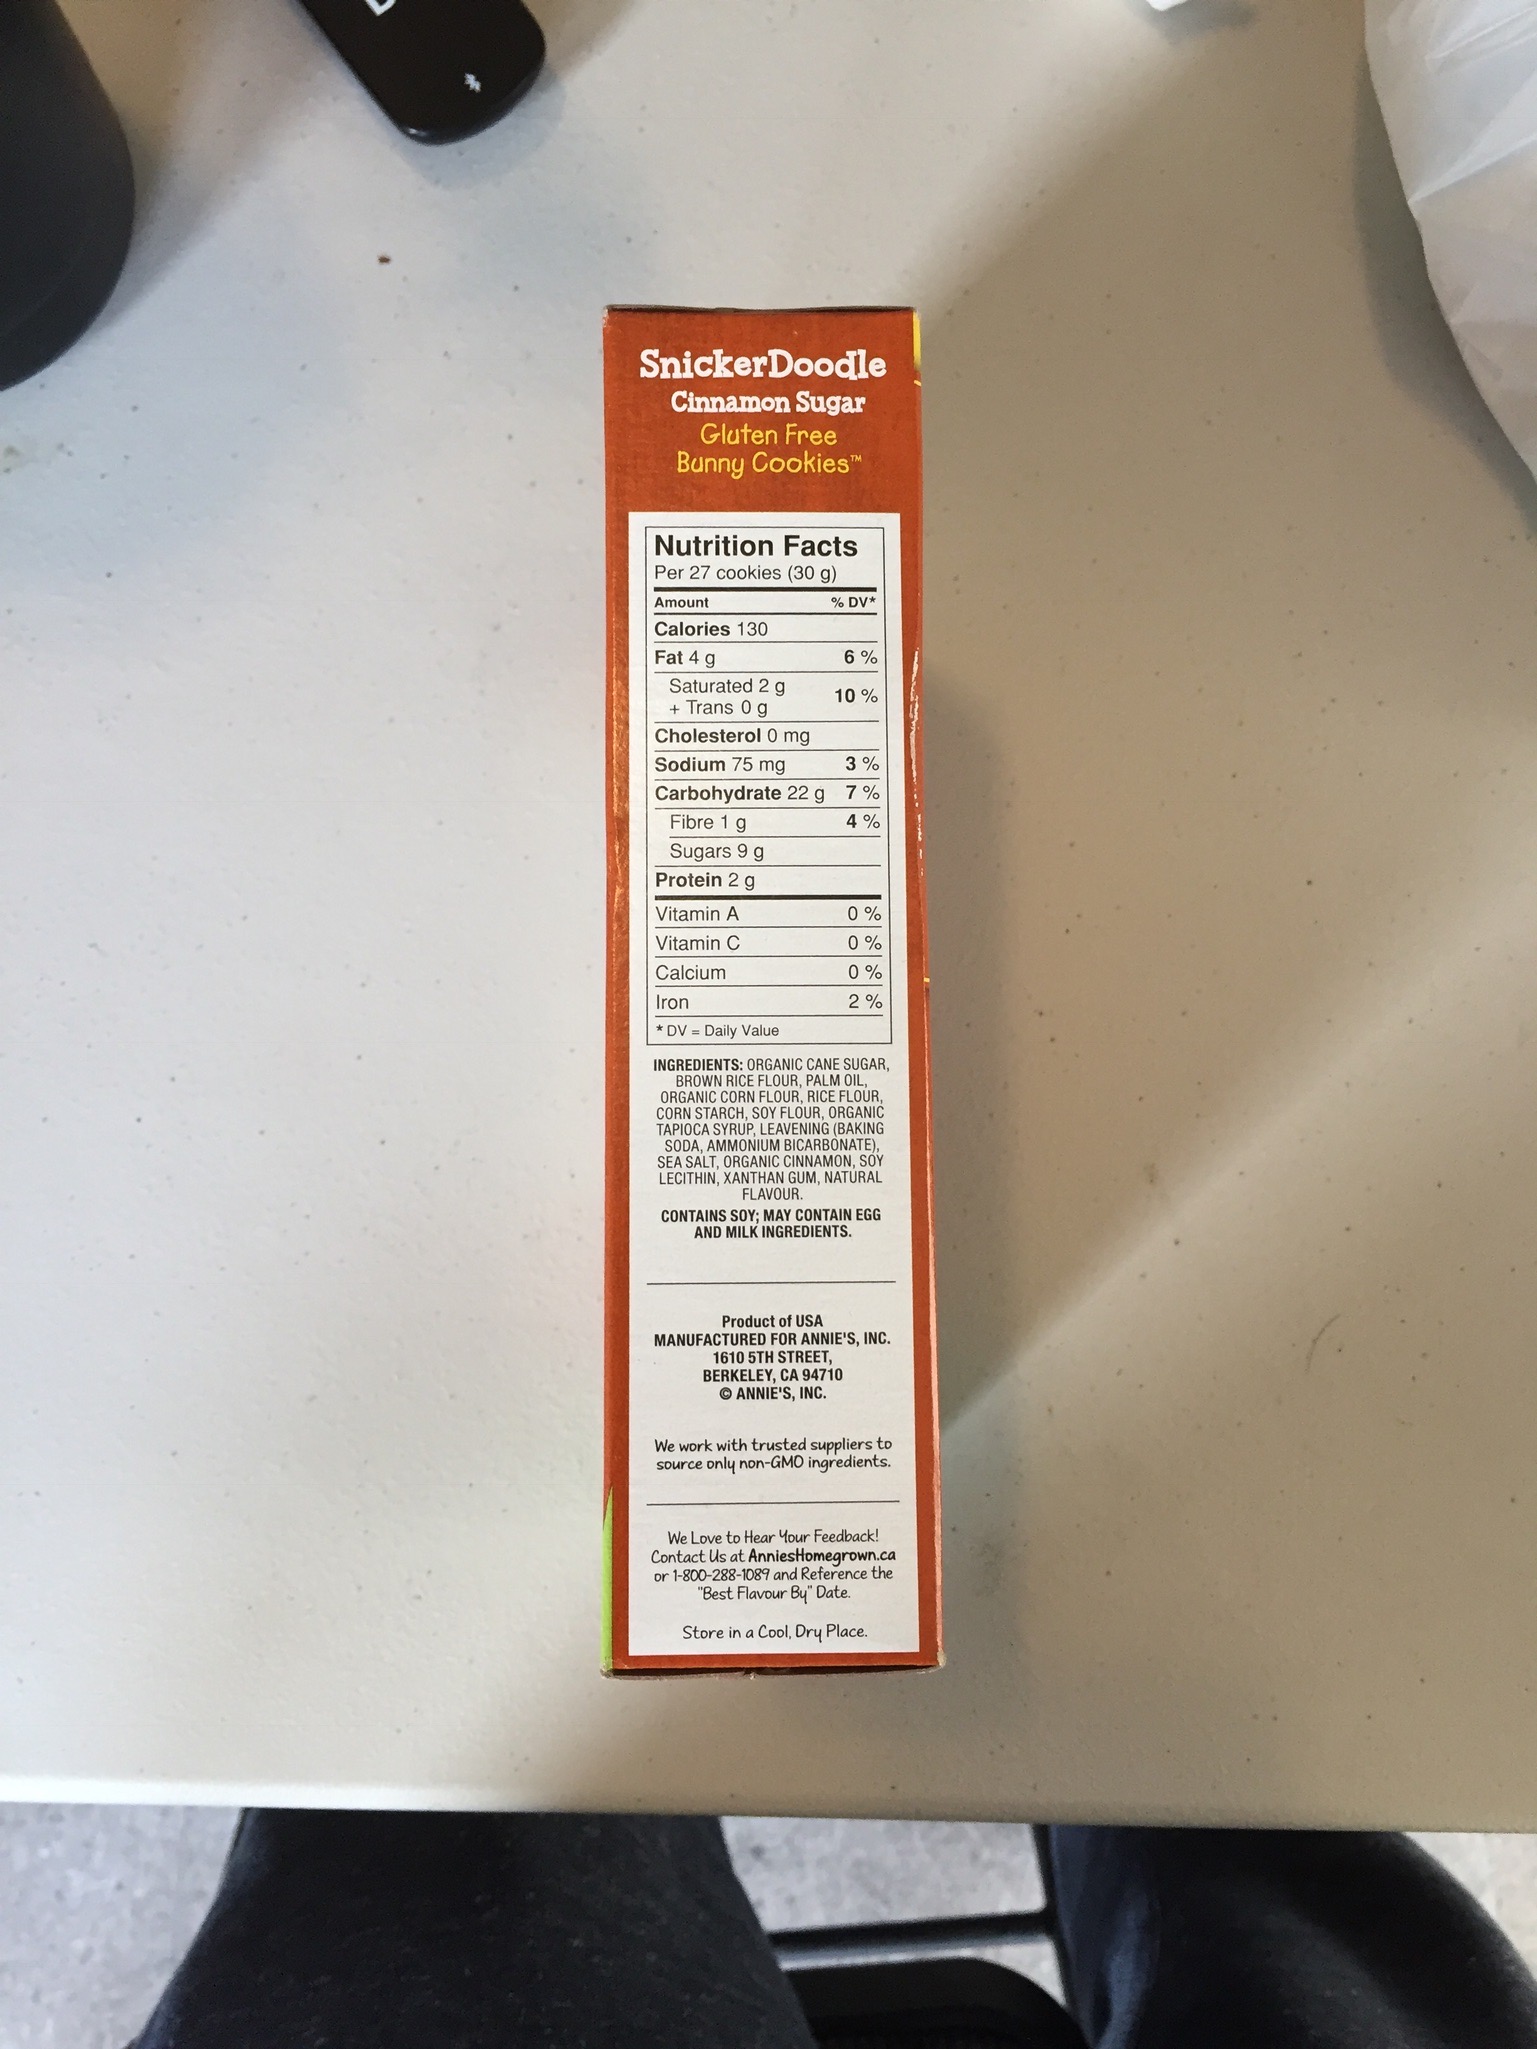 SnickerDoodle
Cinnamon Sugar
Gluten Free
Bunny Cookies™
Nutrition Facts
Per 27 cookies (30 g)
Amount % DV*
Calories 130
Fat 4 g 6 %
Saturated 2 g
+ Trans 0 g 10 %
Cholesterol 0 mg
Sodium 75 mg 3 %
Carbohydrate 22 g 7 %
Fibre 1 g 4 %
Sugars 9 g
Protein 2 g
Vitamin A 0 %
Vitamin C 0 %
Calcium 0 %
Iron 2 %
* DV = Daily Value
INGREDIENTS: ORGANIC CANE SUGAR,
BROWN RICE FLOUR, PALM OIL,
ORGANIC CORN FLOUR, RICE FLOUR,
CORN STARCH, SOY FLOUR, ORGANIC
TAPIOCA SYRUP, LEAVENING (BAKING
SODA, AMMONIUM BICARBONATE),
SEA SALT, ORGANIC CINNAMON, SOY
LECITHIN, XANTHAN GUM, NATURAL
FLAVOUR.
CONTAINS SOY; MAY CONTAIN EGG
AND MILK INGREDIENTS.
Product of USA
MANUFACTURED FOR ANNIE'S, INC.
1610 5TH STREET,
BERKELEY, CA 94710
© ANNIE'S, INC.
We work with trusted suppliers to
source only non-GMO ingredients.
We Love to Hear Your Feedback!
Contact Us at AnniesHomegrown.ca
or 1-800-288-1089 and Reference the
"Best Flavour By" Date.
Store in a Cool, Dry Place.